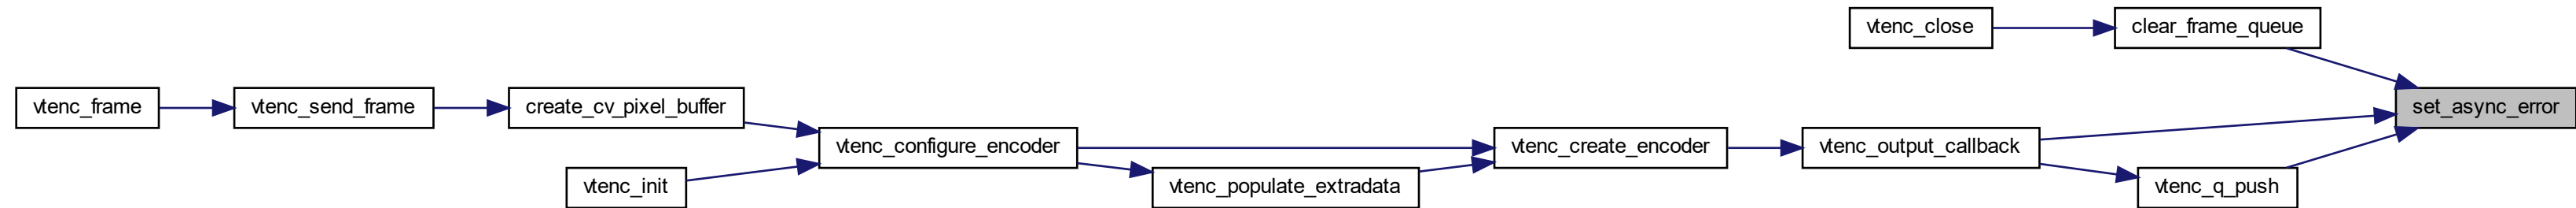 vtenc_close
clear_frame_queue
vtenc_frame
vtenc_send_frame
create_cv_pixel_buffer
set_async_error
vtenc_configure_encoder
vtenc_create_encoder
vtenc_output_callback
vtenc_init
vtenc_populate_extradata
vtenc_q_push